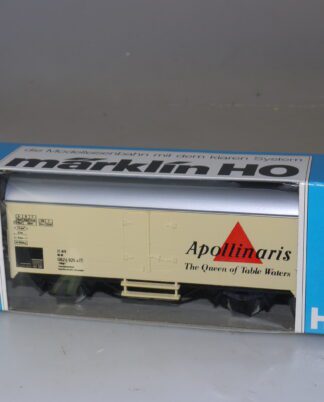 die Modelleisenbahn mit dem klaren System
märklin HO
Apollinaris
The Queen of Table Waters
H